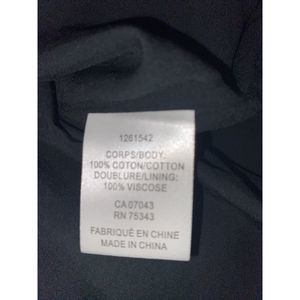 1261542
CORPS/BODY:
100% COTON/COTTON
DOUBLURE/LINING:
100% VISCOSE
CA 07043
RN 75343
FABRIQUÉ EN CHINE
MADE IN CHINA